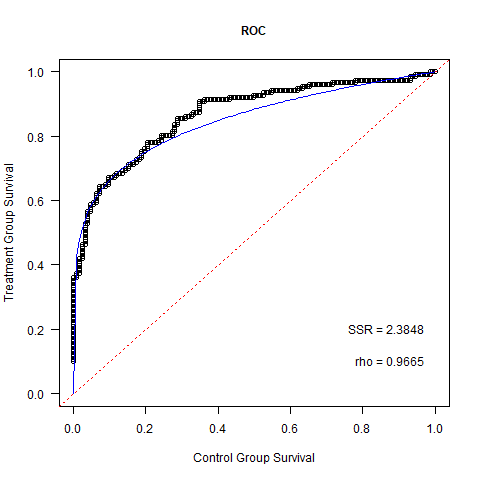 ROC
Treatment Group Survival
1.0
0.8
0.6
0.4
0.2
0.0
SSR = 2.3848
rho = 0.9665
0.0 0.2 0.4 0.6 0.8 1.0
Control Group Survival